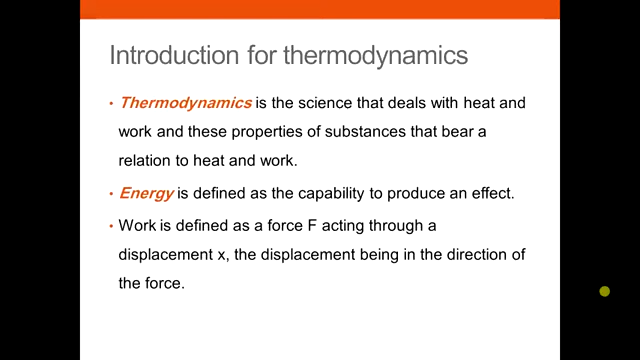 Introduction for thermodynamics
• Thermodynamics is the science that deals with heat and
work and these properties of substances that bear a
relation to heat and work.
• Energy is defined as the capability to produce an effect.
• Work is defined as a force F acting through a
displacement x, the displacement being in the direction of
the force.